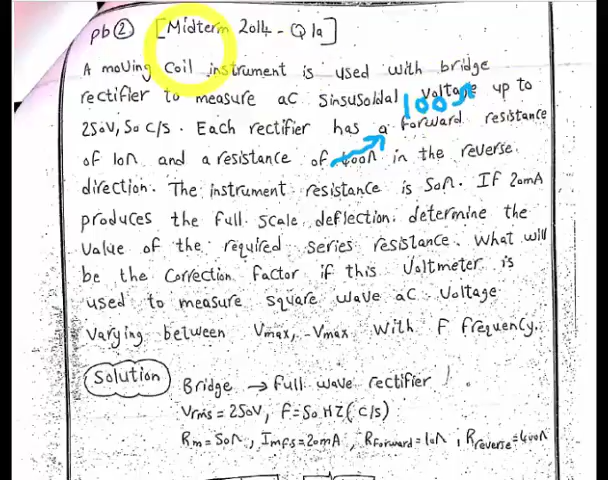 pb② [Midterm 2014 - Q1a]
A moving coil instrument is used with bridge
rectifier to measure ac Sinsusoldal Voltage up to
100Ω
250V, 50 c/s. Each rectifier has a forward resistance
of 10Ω and a resistance of 400Ω in the reverse
direction. The instrument resistance is 50Ω. If 20mA
produces the full scale deflection, determine the
Value of the required series resistance. What will
be the Correction factor if this Voltmeter is
used to measure square wave ac Voltage
Varying between Vmax, -Vmax With F frequency.
Solution
Bridge → full wave rectifier !.
Vrms = 250V, F=50 HZ (c/s)
Rm = 50Ω, Imfs=20mA, Rforward=10Ω, Rreverse=400Ω